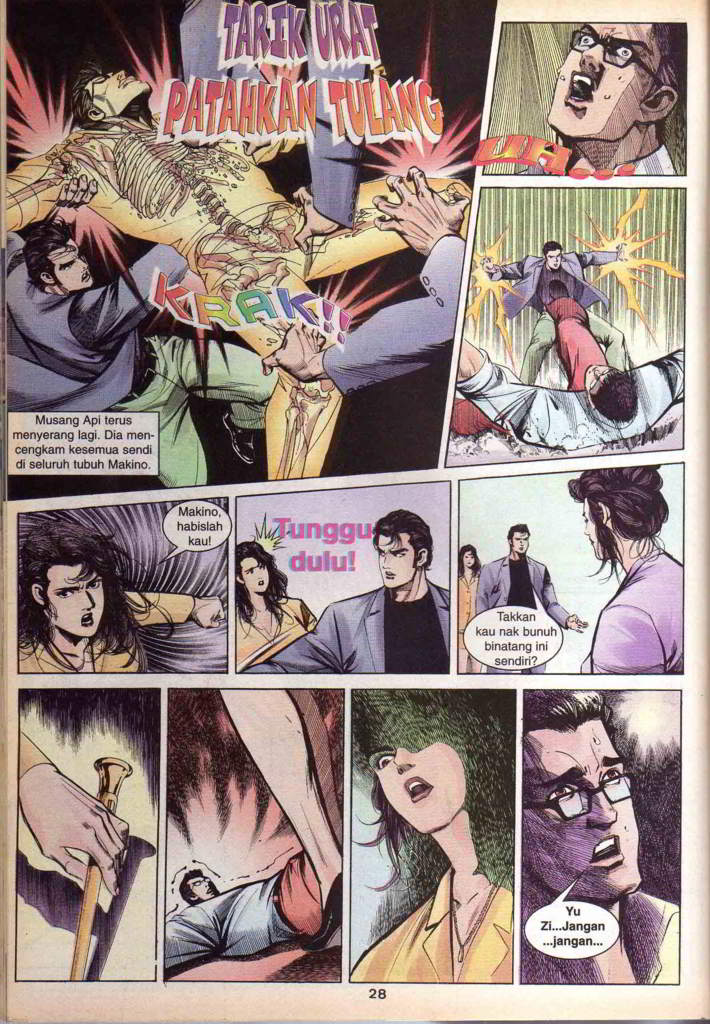 TARIK URAT
PATAHKAN TULANG
KRAK!!
Musang Api terus
menyerang lagi. Dia men-
cengkam kesemua sendi
di seluruh tubuh Makino.
UH...
Makino,
habislah
kau!
Tunggu
dulu!
Takkan
kau nak bunuh
binatang ini
sendiri?
Yu
Zi...Jangan
...jangan...
28